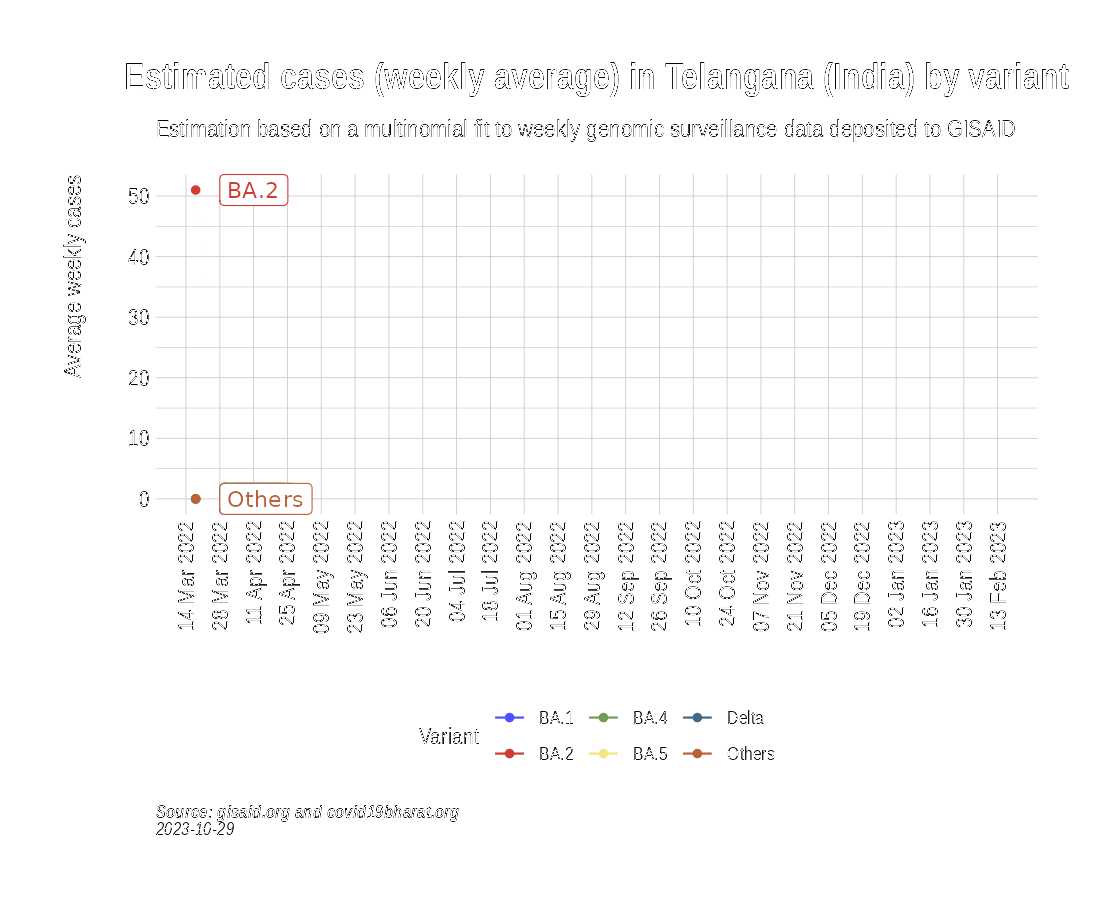 Estimated cases (weekly average) in Telangana (India) by variant
Estimation based on a multinomial fit to weekly genomic surveillance data deposited to GISAID
Average weekly cases
50
40
30
20
10
0
BA.2
Others
14 Mar 2022
28 Mar 2022
11 Apr 2022
25 Apr 2022
09 May 2022
23 May 2022
06 Jun 2022
20 Jun 2022
04 Jul 2022
18 Jul 2022
01 Aug 2022
15 Aug 2022
29 Aug 2022
12 Sep 2022
26 Sep 2022
10 Oct 2022
24 Oct 2022
07 Nov 2022
21 Nov 2022
05 Dec 2022
19 Dec 2022
02 Jan 2023
16 Jan 2023
30 Jan 2023
13 Feb 2023
Variant
BA.1
BA.4
Delta
BA.2
BA.5
Others
Source: gisaid.org and covid19bharat.org
2023-10-29